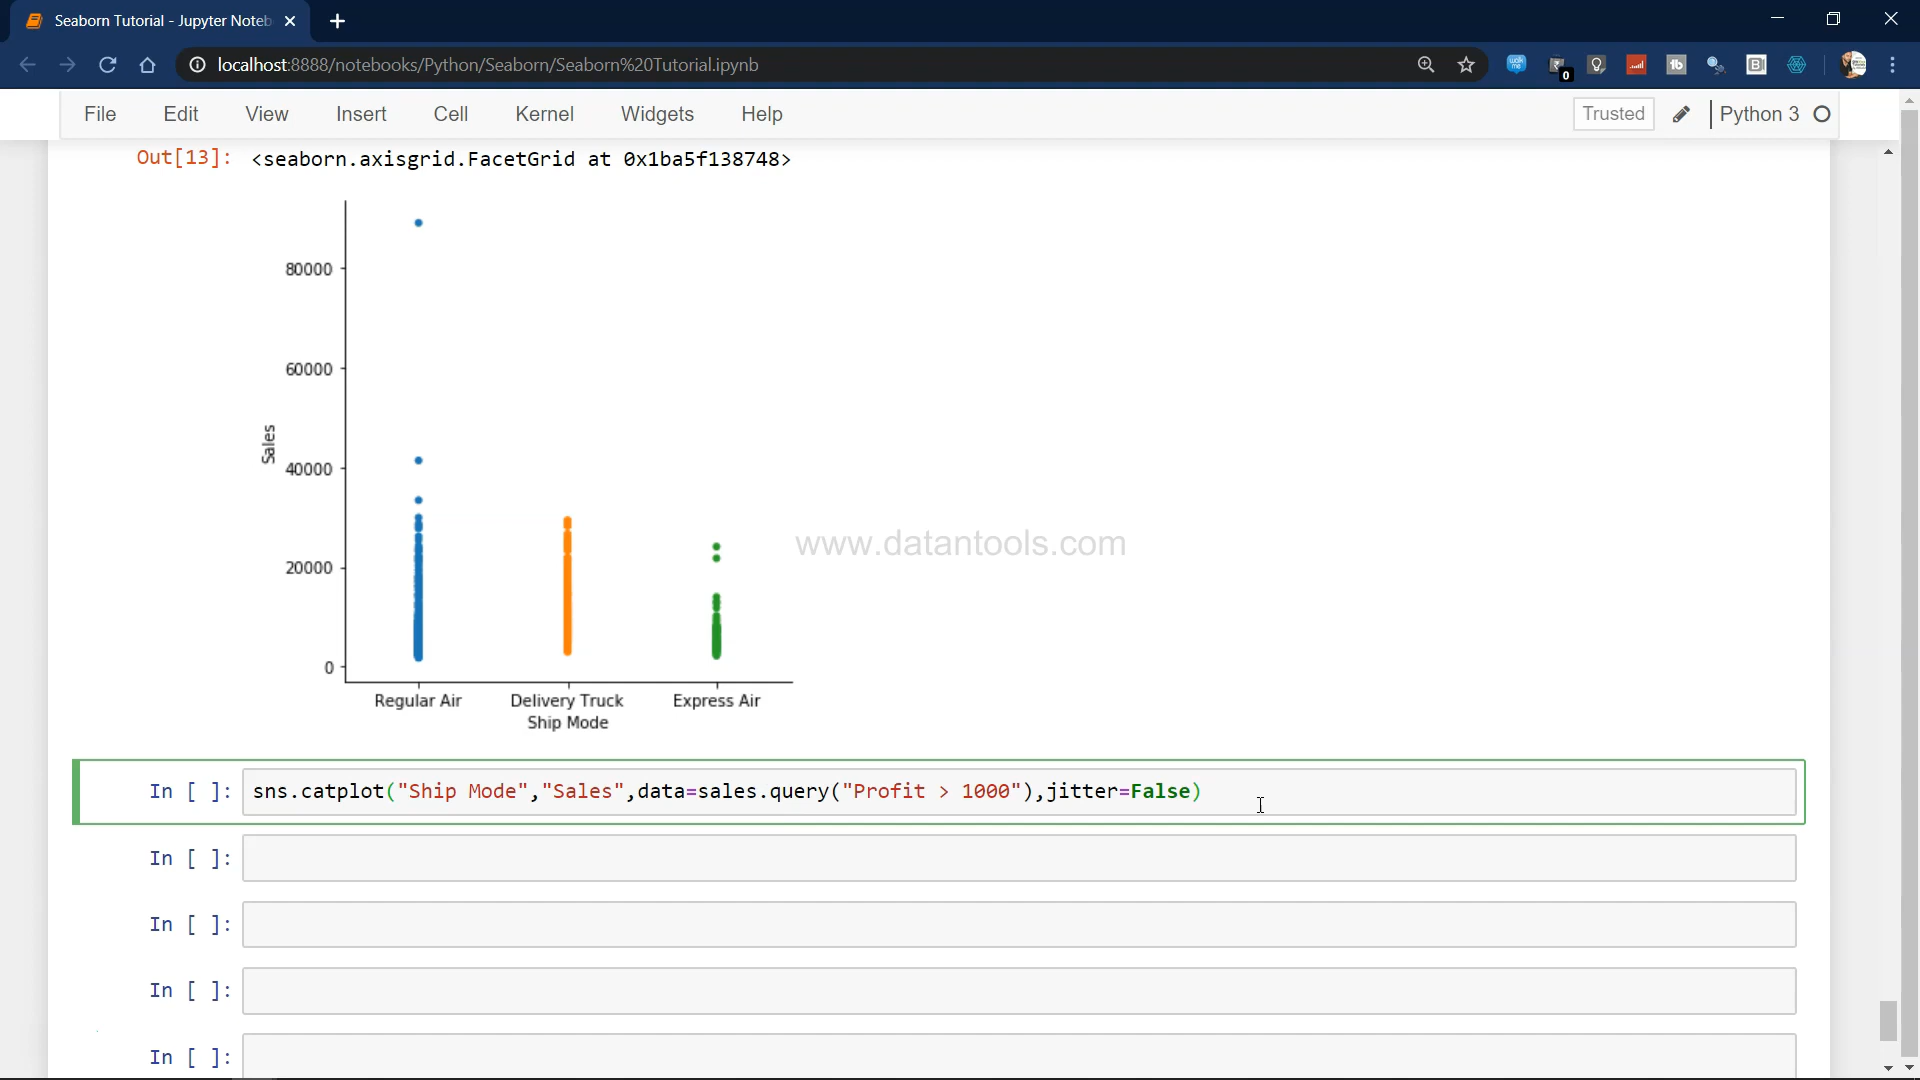 Seaborn Tutorial - Jupyter Noteb
localhost:8888/notebooks/Python/Seaborn/Seaborn%20Tutorial.ipynb
0
File Edit View Insert Cell Kernel Widgets Help Trusted Python 3
Out[13]: <seaborn.axisgrid.FacetGrid at 0x1ba5f138748>
80000
60000
Sales
40000
20000
0
www.datantools.com
Regular Air Delivery Truck Express Air
Ship Mode
In [ ]: sns.catplot("Ship Mode","Sales",data=sales.query("Profit > 1000"),jitter=False)
In [ ]:
In [ ]:
In [ ]:
In [ ]: